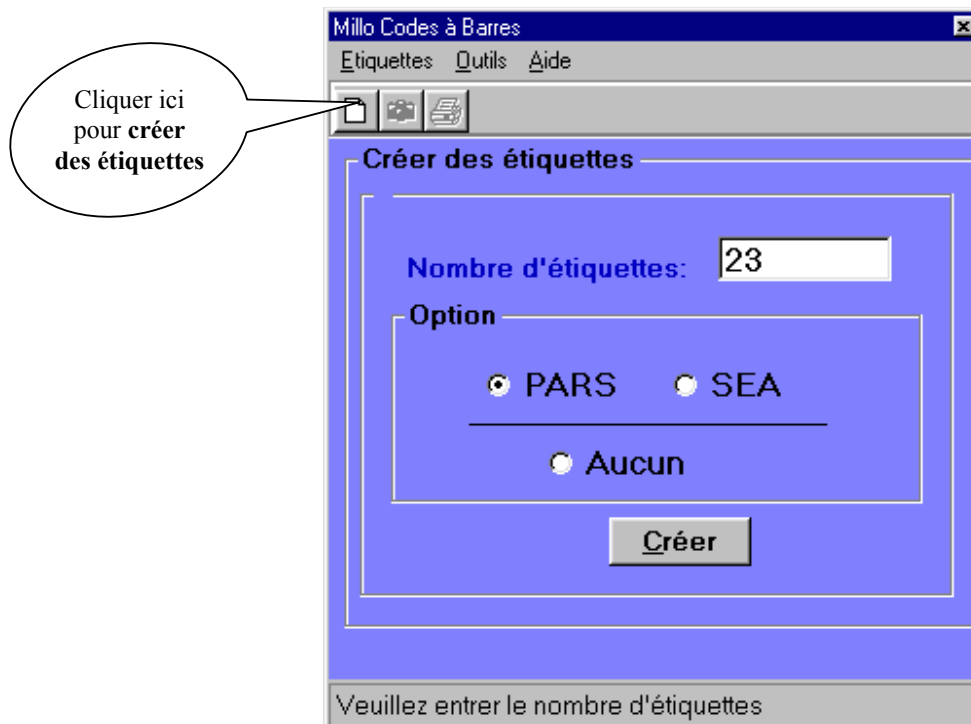 Millo Codes à Barres
Etiquettes Outils Aide
Cliquer ici
pour créer
des étiquettes
Créer des étiquettes
Nombre d'étiquettes: 23
Option
PARS SEA
Aucun
Créer
Veuillez entrer le nombre d'étiquettes